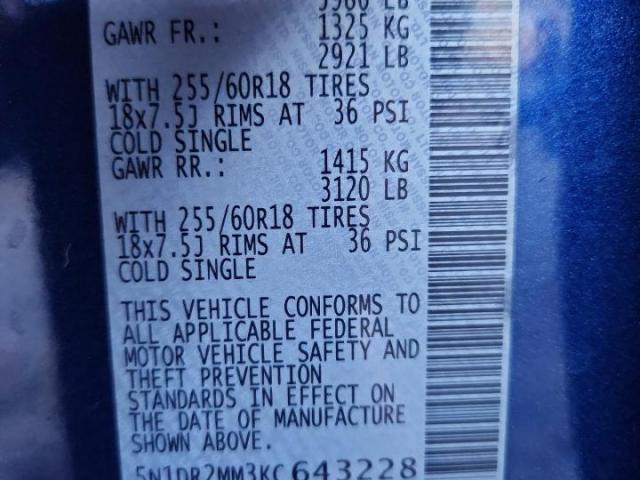 5980 LB
GAWR FR.: 1325 KG
2921 LB
WITH 255/60R18 TIRES
18x7.5J RIMS AT 36 PSI
COLD SINGLE
GAWR RR.: 1415 KG
3120 LB
WITH 255/60R18 TIRES
18x7.5J RIMS AT 36 PSI
COLD SINGLE
THIS VEHICLE CONFORMS TO
ALL APPLICABLE FEDERAL
MOTOR VEHICLE SAFETY AND
THEFT PREVENTION
STANDARDS IN EFFECT ON
THE DATE OF MANUFACTURE
SHOWN ABOVE.
5N1DR2MM3KC643228